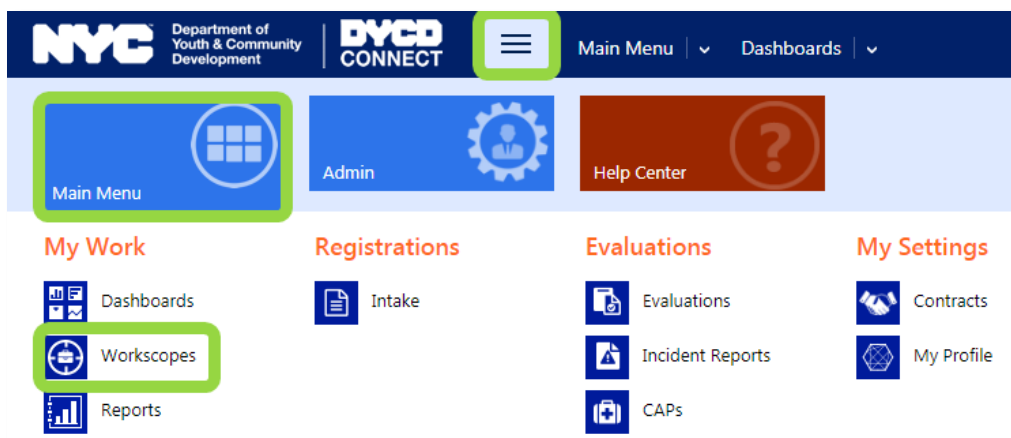 NYC
Department of
Youth & Community
Development
DYCD
CONNECT
Main Menu
Dashboards
Main Menu
Admin
Help Center
?
My Work
Registrations
Evaluations
My Settings
Dashboards
Intake
Evaluations
Contracts
Workscopes
Incident Reports
My Profile
Reports
CAPs